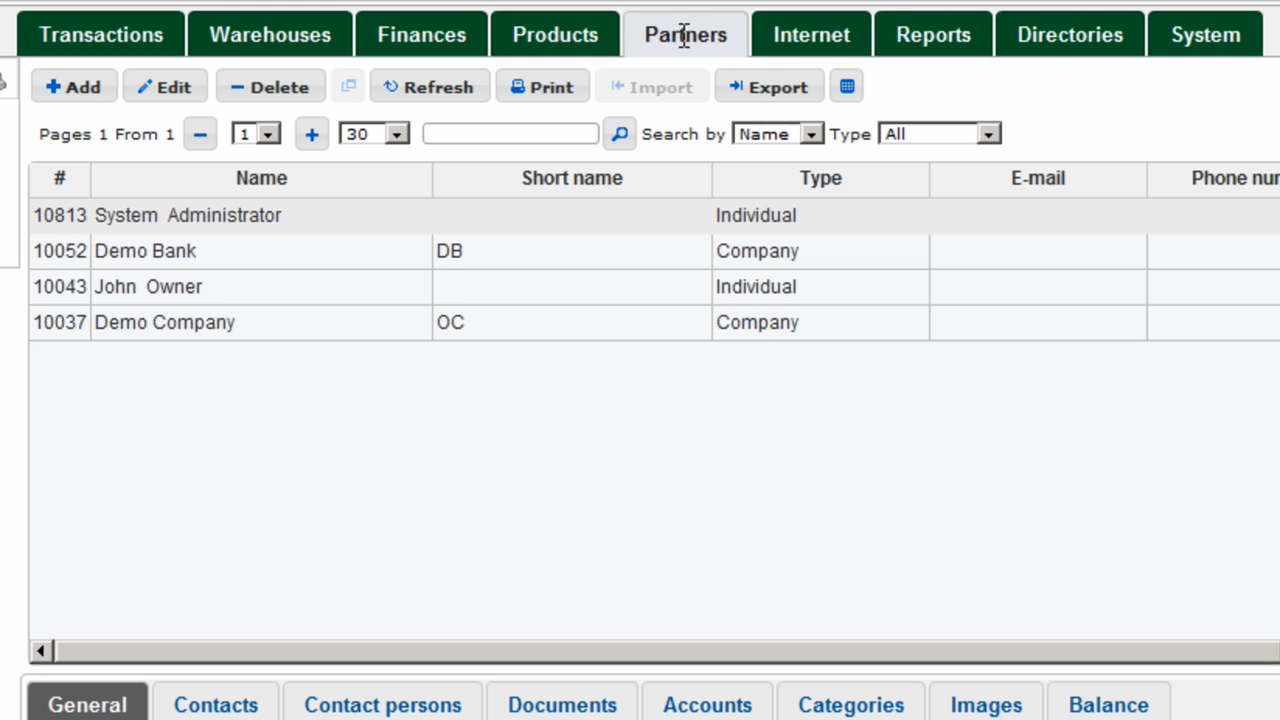 Transactions Warehouses Finances Products Partners Internet Reports Directories System
Add Edit Delete Refresh Print Import Export
Pages 1 From 1 1 30 Search by Name Type All
# Name Short name Type E-mail Phone
10813 System Administrator Individual
10052 Demo Bank DB Company
10043 John Owner Individual
10037 Demo Company OC Company
General Contacts Contact persons Documents Accounts Categories Images Balance